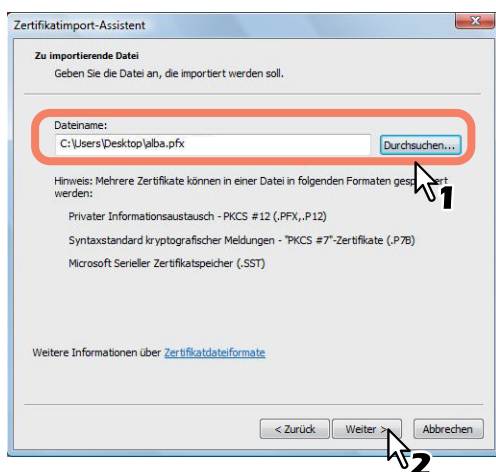 Zertifikatimport-Assistent
Zu importierende Datei
Geben Sie die Datei an, die importiert werden soll.
Dateiname:
C:\Users\Desktop\alba.pfx
Durchsuchen...
Hinweis: Mehrere Zertifikate können in einer Datei in folgenden Formaten
werden:
Privater Informationsaustausch - PKCS #12 (.PFX,.P12)
Syntaxstandard kryptografischer Meldungen - "PKCS #7"-Zertifikate (.P7B)
Microsoft Serieller Zertifikatspeicher (.SST)
Weitere Informationen über Zertifikatdateiformate
< Zurück
Weiter >
Abbrechen
1
2